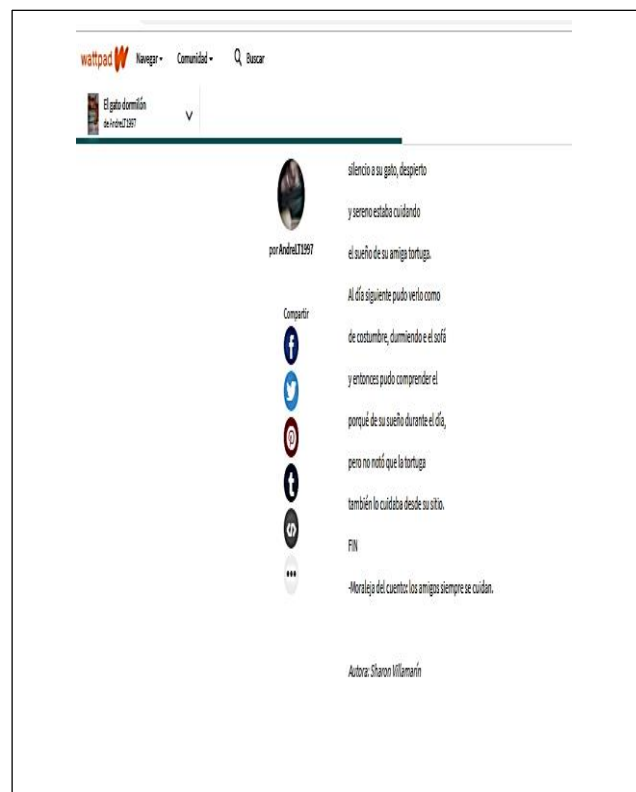 wattpad Navegar Comunidad Buscar
El gato dormilón
de AndreLT1997
por AndreLT1997
Compartir
silencio a su gato, despierto
y sereno estaba cuidando
el sueño de su amiga tortuga.
Al día siguiente pudo verlo como
de costumbre, durmiendo e el sofá
y entonces pudo comprender el
porqué de su sueño durante el día,
pero no notó que la tortuga
también lo cuidaba desde su sitio.
FIN
-Moraleja del cuento: los amigos siempre se cuidan.
Autora: Sharon Villamarín